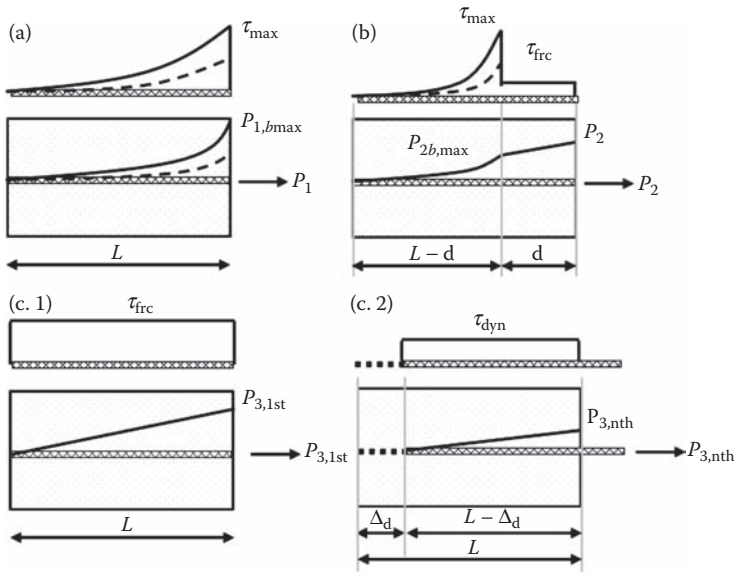 (a)
τmax
P1,bmax
P1
L
(b)
τmax
τfrc
P2b,max
P2
P2
L – d
d
(c. 1)
τfrc
P3,1st
P3,1st
L
(c. 2)
τdyn
P3,nth
P3,nth
Δd
L – Δd
L